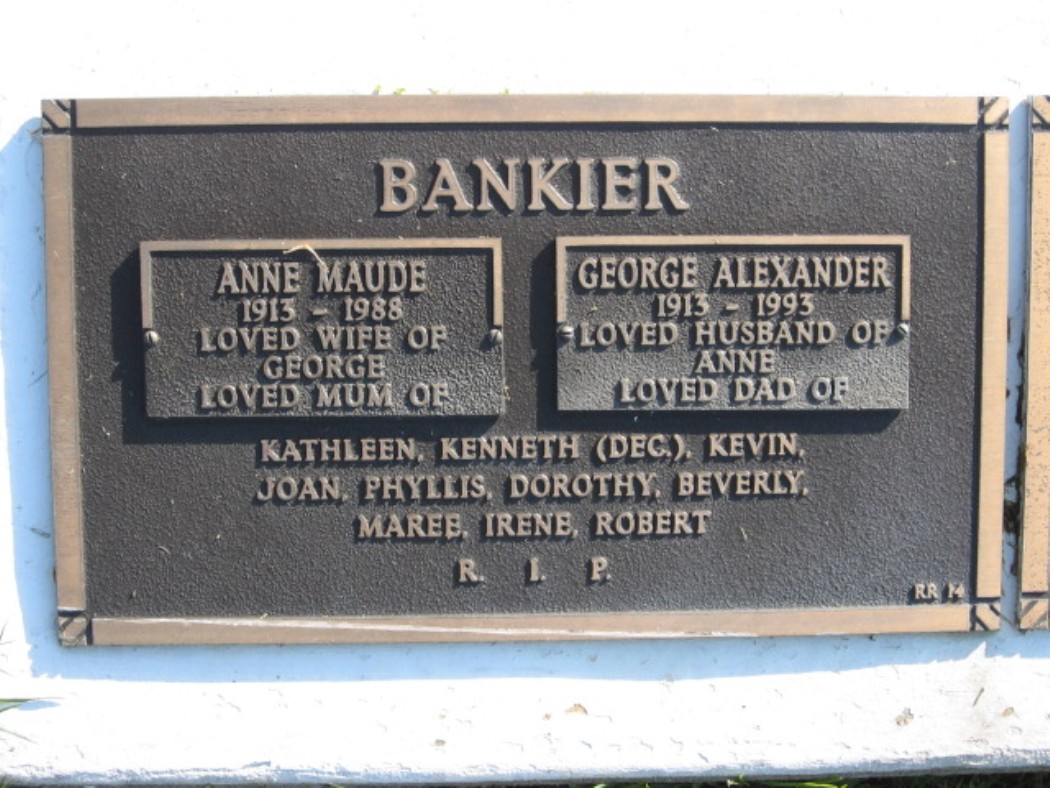 BANKIER
ANNE MAUDE
1913 - 1988
LOVED WIFE OF
GEORGE
LOVED MUM OF
GEORGE ALEXANDER
1913 - 1993
LOVED HUSBAND OF
ANNE
LOVED DAD OF
KATHLEEN, KENNETH (DEC.), KEVIN,
JOAN, PHYLLIS, DOROTHY, BEVERLY,
MAREE, IRENE, ROBERT
R. I. P.
RR 14